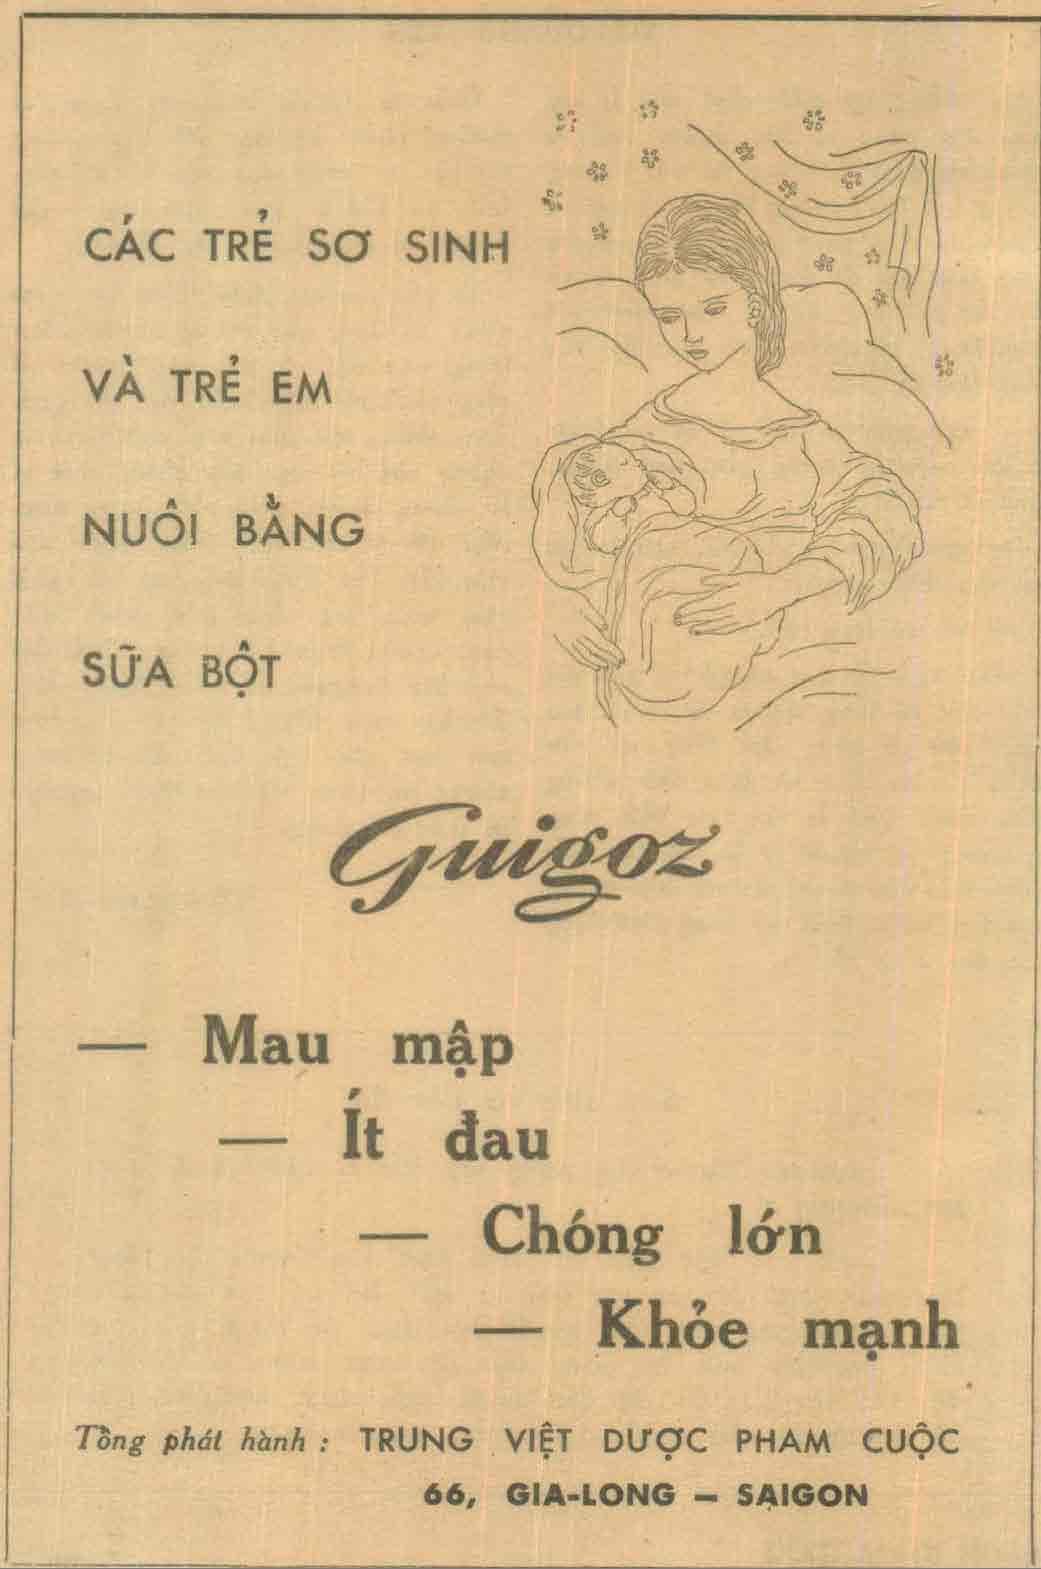 CÁC TRẺ SƠ SINH
VÀ TRẺ EM
NUÔI BẰNG
SỮA BỘT
Guigoz
— Mau mập
— Ít đau
— Chóng lớn
— Khỏe mạnh
Tổng phát hành : TRUNG VIỆT DƯỢC PHAM CUỘC
66, GIA-LONG – SAIGON